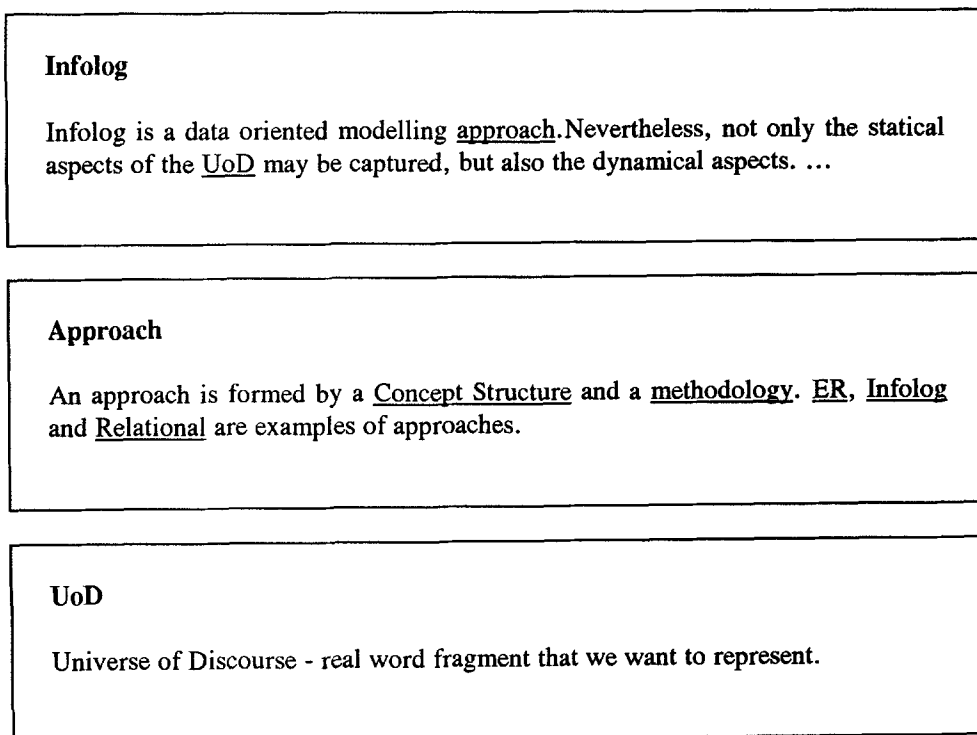 Infolog
Infolog is a data oriented modelling approach.Nevertheless, not only the statical
aspects of the UoD may be captured, but also the dynamical aspects. ...
Approach
An approach is formed by a Concept Structure and a methodology. ER, Infolog
and Relational are examples of approaches.
UoD
Universe of Discourse - real word fragment that we want to represent.